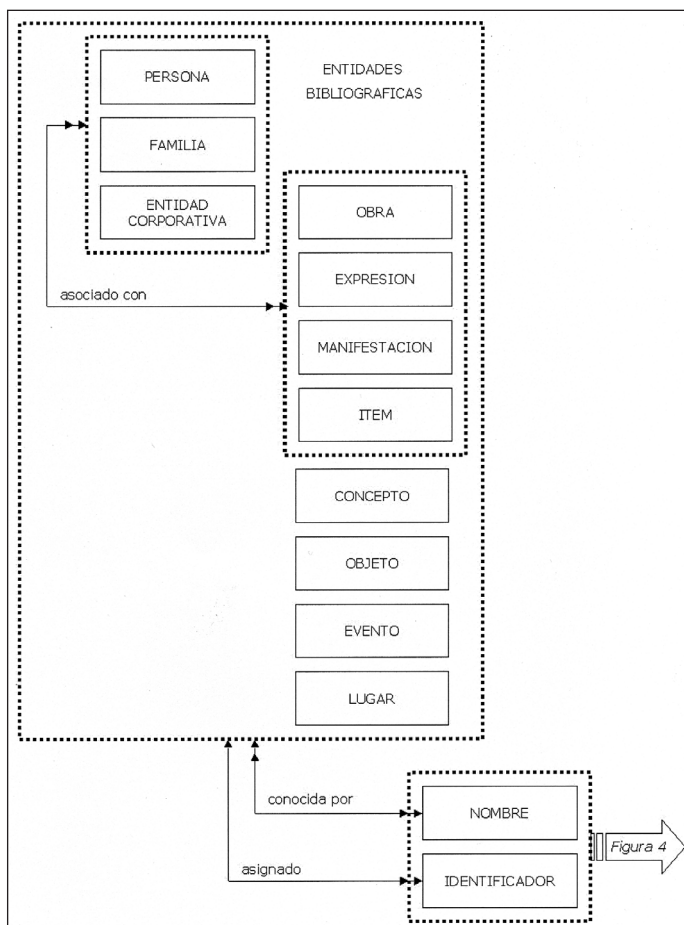 PERSONA
ENTIDADES
BIBLIOGRAFICAS
FAMILIA
ENTIDAD
CORPORATIVA
OBRA
EXPRESION
asociado con
MANIFESTACION
ITEM
CONCEPTO
OBJETO
EVENTO
LUGAR
conocida por
NOMBRE
Figura 4
asignado
IDENTIFICADOR